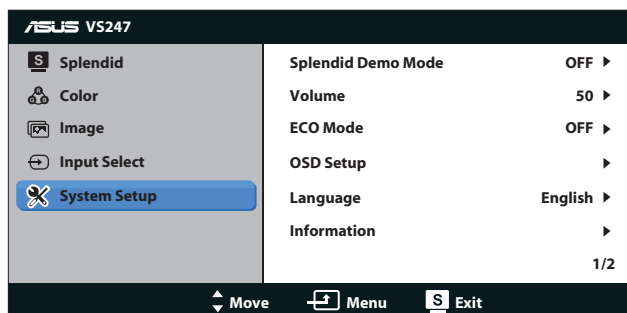 ASUS VS247
S Splendid
R G B Color
Image
Input Select
System Setup
Splendid Demo Mode OFF
Volume 50
ECO Mode OFF
OSD Setup
Language English
Information
1/2
Move Menu S Exit